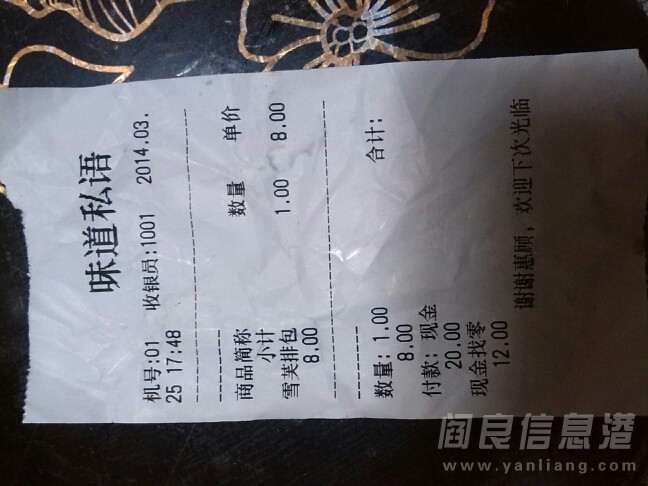 味道私语
机号:01 收银员:1001 2014.03.
25 17:48
商品简称 数量 单价
小计
雪芙排包 1.00 8.00
8.00
数量: 1.00 合计:
8.00
付款: 现金
20.00
现金找零
12.00
谢谢惠顾, 欢迎下次光临
阎良信息港
www.yanliang.com